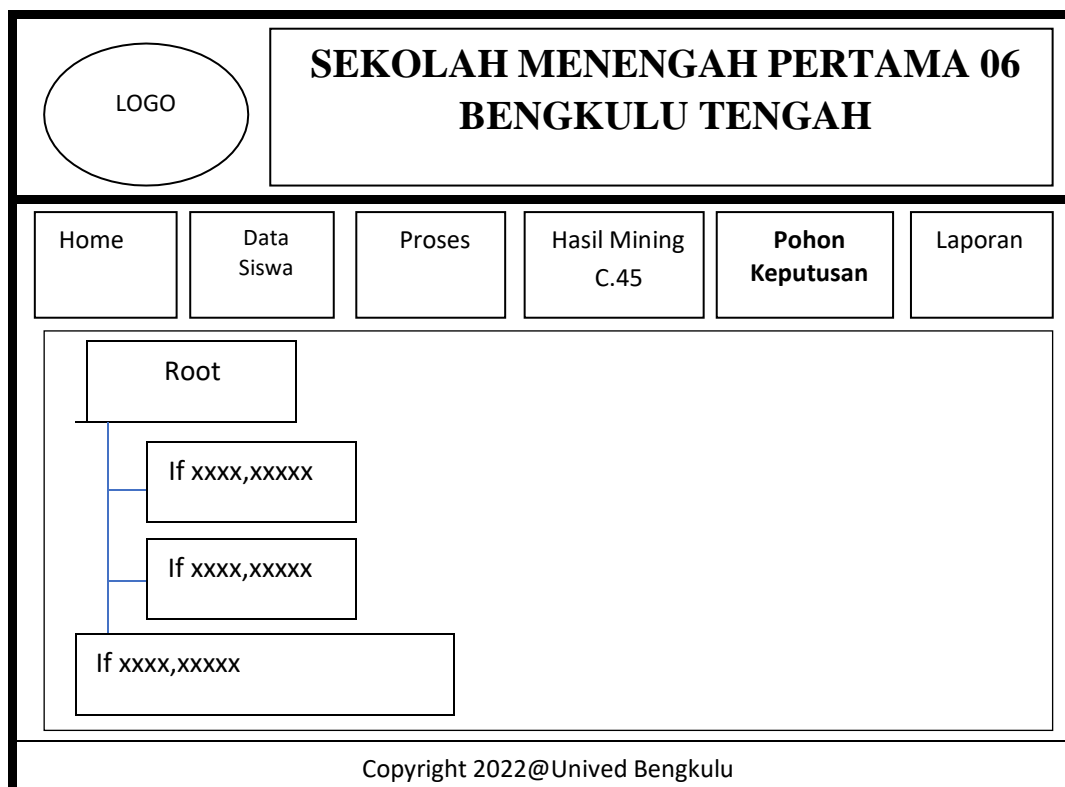 LOGO
SEKOLAH MENENGAH PERTAMA 06
BENGKULU TENGAH
Home
Data
Siswa
Proses
Hasil Mining
C.45
Pohon
Keputusan
Laporan
Root
If xxxx,xxxxx
If xxxx,xxxxx
If xxxx,xxxxx
Copyright 2022@Unived Bengkulu